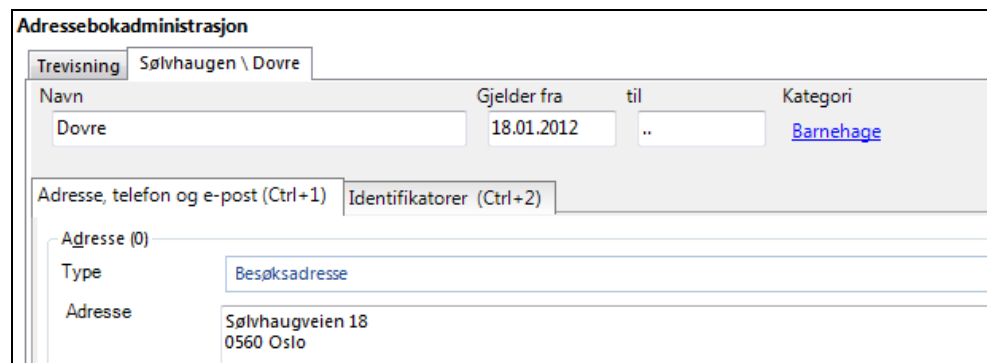 Adressebokadministrasjon
Trevisning Sølvhaugen \ Dovre
Navn Gjelder fra til Kategori
Dovre 18.01.2012 .. Barnehage
Adresse, telefon og e-post (Ctrl+1) Identifikatorer (Ctrl+2)
Adresse (0)
Type Besøksadresse
Adresse Sølvhaugveien 18
0560 Oslo